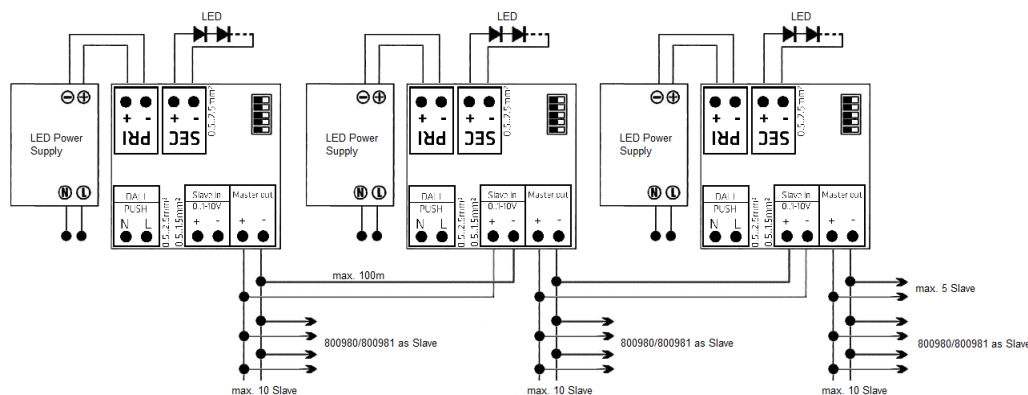 LED
LED
LED
LED Power
Supply
+ -
PRI
+ -
SEC
0.5..2.5mm²
N L
DALI
PUSH
N L
0.5..2.5mm²
0.5..1.5mm²
Slave in
0..1-10V
+ -
Master out
+ -
LED Power
Supply
+ -
PRI
+ -
SEC
0.5..2.5mm²
N L
DALI
PUSH
N L
0.5..2.5mm²
0.5..1.5mm²
Slave in
0..1-10V
+ -
Master out
+ -
LED Power
Supply
+ -
PRI
+ -
SEC
0.5..2.5mm²
N L
DALI
PUSH
N L
0.5..2.5mm²
0.5..1.5mm²
Slave in
0..1-10V
+ -
Master out
+ -
max. 100m
max. 5 Slave
800980/800981 as Slave
800980/800981 as Slave
800980/800981 as Slave
max. 10 Slave
max. 10 Slave
max. 10 Slave